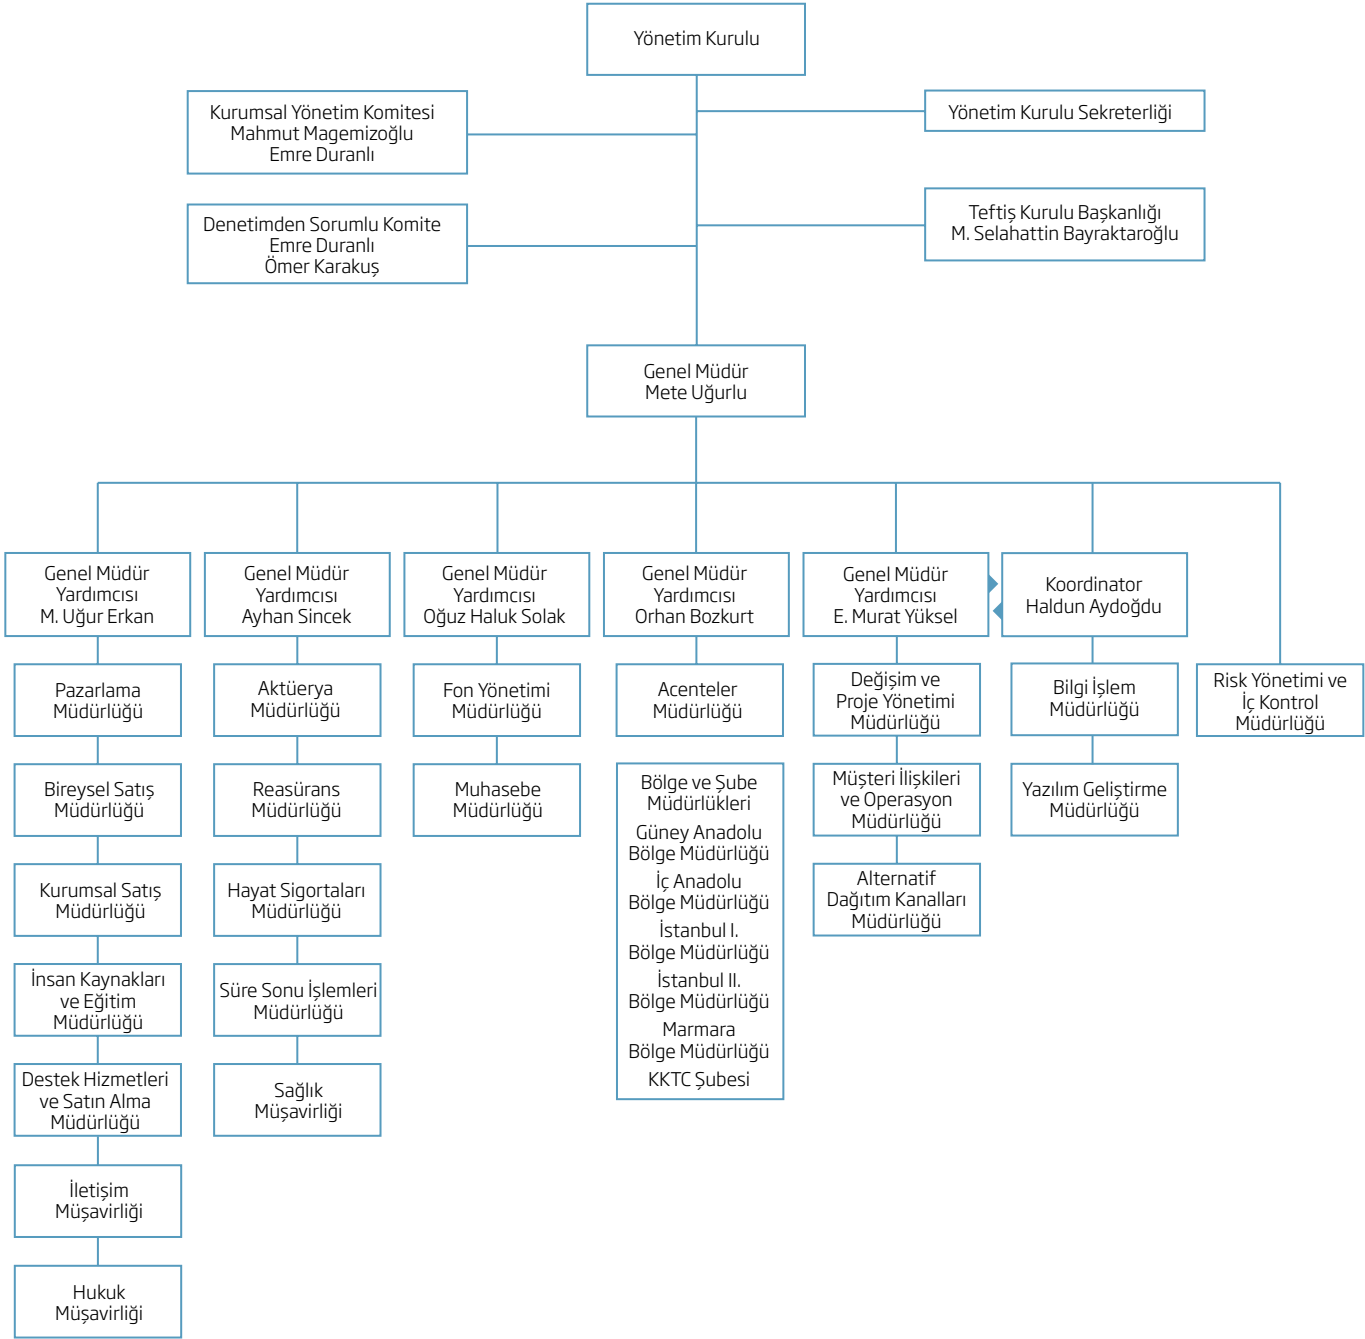 Yönetim Kurulu
Kurumsal Yönetim Komitesi
Mahmut Magemizoğlu
Emre Duranlı
Yönetim Kurulu Sekreterliği
Denetimden Sorumlu Komite
Emre Duranlı
Ömer Karakuş
Teftiş Kurulu Başkanlığı
M. Selahattin Bayraktaroğlu
Genel Müdür
Mete Uğurlu
Genel Müdür
Yardımcısı
M. Uğur Erkan
Pazarlama
Müdürlüğü
Bireysel Satış
Müdürlüğü
Kurumsal Satış
Müdürlüğü
İnsan Kaynakları
ve Eğitim
Müdürlüğü
Destek Hizmetleri
ve Satın Alma
Müdürlüğü
İletişim
Müşavirliği
Hukuk
Müşavirliği
Genel Müdür
Yardımcısı
Ayhan Sincek
Aktüerya
Müdürlüğü
Reasürans
Müdürlüğü
Hayat Sigortaları
Müdürlüğü
Süre Sonu İşlemleri
Müdürlüğü
Sağlık
Müşavirliği
Genel Müdür
Yardımcısı
Oğuz Haluk Solak
Fon Yönetimi
Müdürlüğü
Muhasebe
Müdürlüğü
Genel Müdür
Yardımcısı
Orhan Bozkurt
Acenteler
Müdürlüğü
Bölge ve Şube
Müdürlükleri
Güney Anadolu
Bölge Müdürlüğü
İç Anadolu
Bölge Müdürlüğü
İstanbul I.
Bölge Müdürlüğü
İstanbul II.
Bölge Müdürlüğü
Marmara
Bölge Müdürlüğü
KKTC Şubesi
Genel Müdür
Yardımcısı
E. Murat Yüksel
Değişim ve
Proje Yönetimi
Müdürlüğü
Müşteri İlişkileri
ve Operasyon
Müdürlüğü
Alternatif
Dağıtım Kanalları
Müdürlüğü
Koordinator
Haldun Aydoğdu
Bilgi İşlem
Müdürlüğü
Yazılım Geliştirme
Müdürlüğü
Risk Yönetimi ve
İç Kontrol
Müdürlüğü